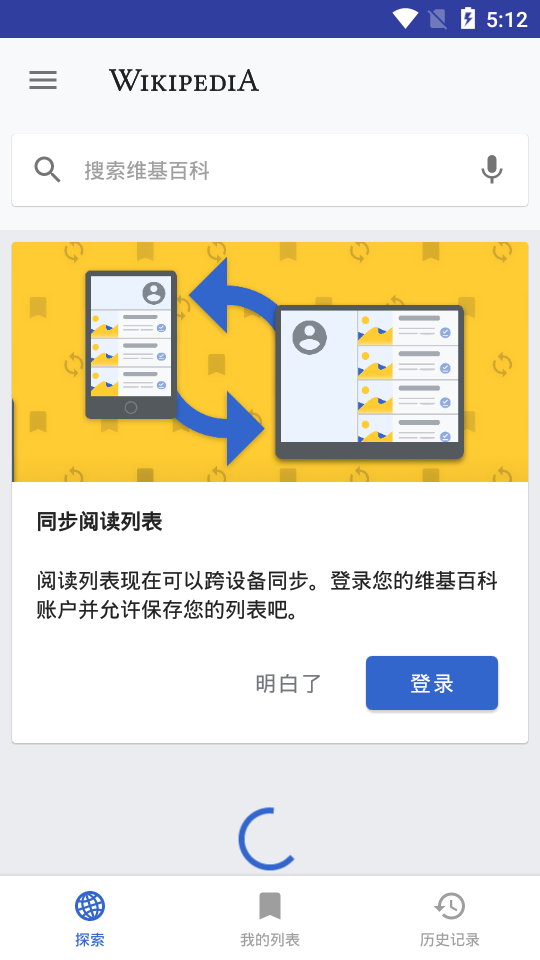 5:12
WIKIPEDIA
搜索维基百科
同步阅读列表
阅读列表现在可以跨设备同步。登录您的维基百科
账户并允许保存您的列表吧。
明白了 登录
探索 我的列表 历史记录